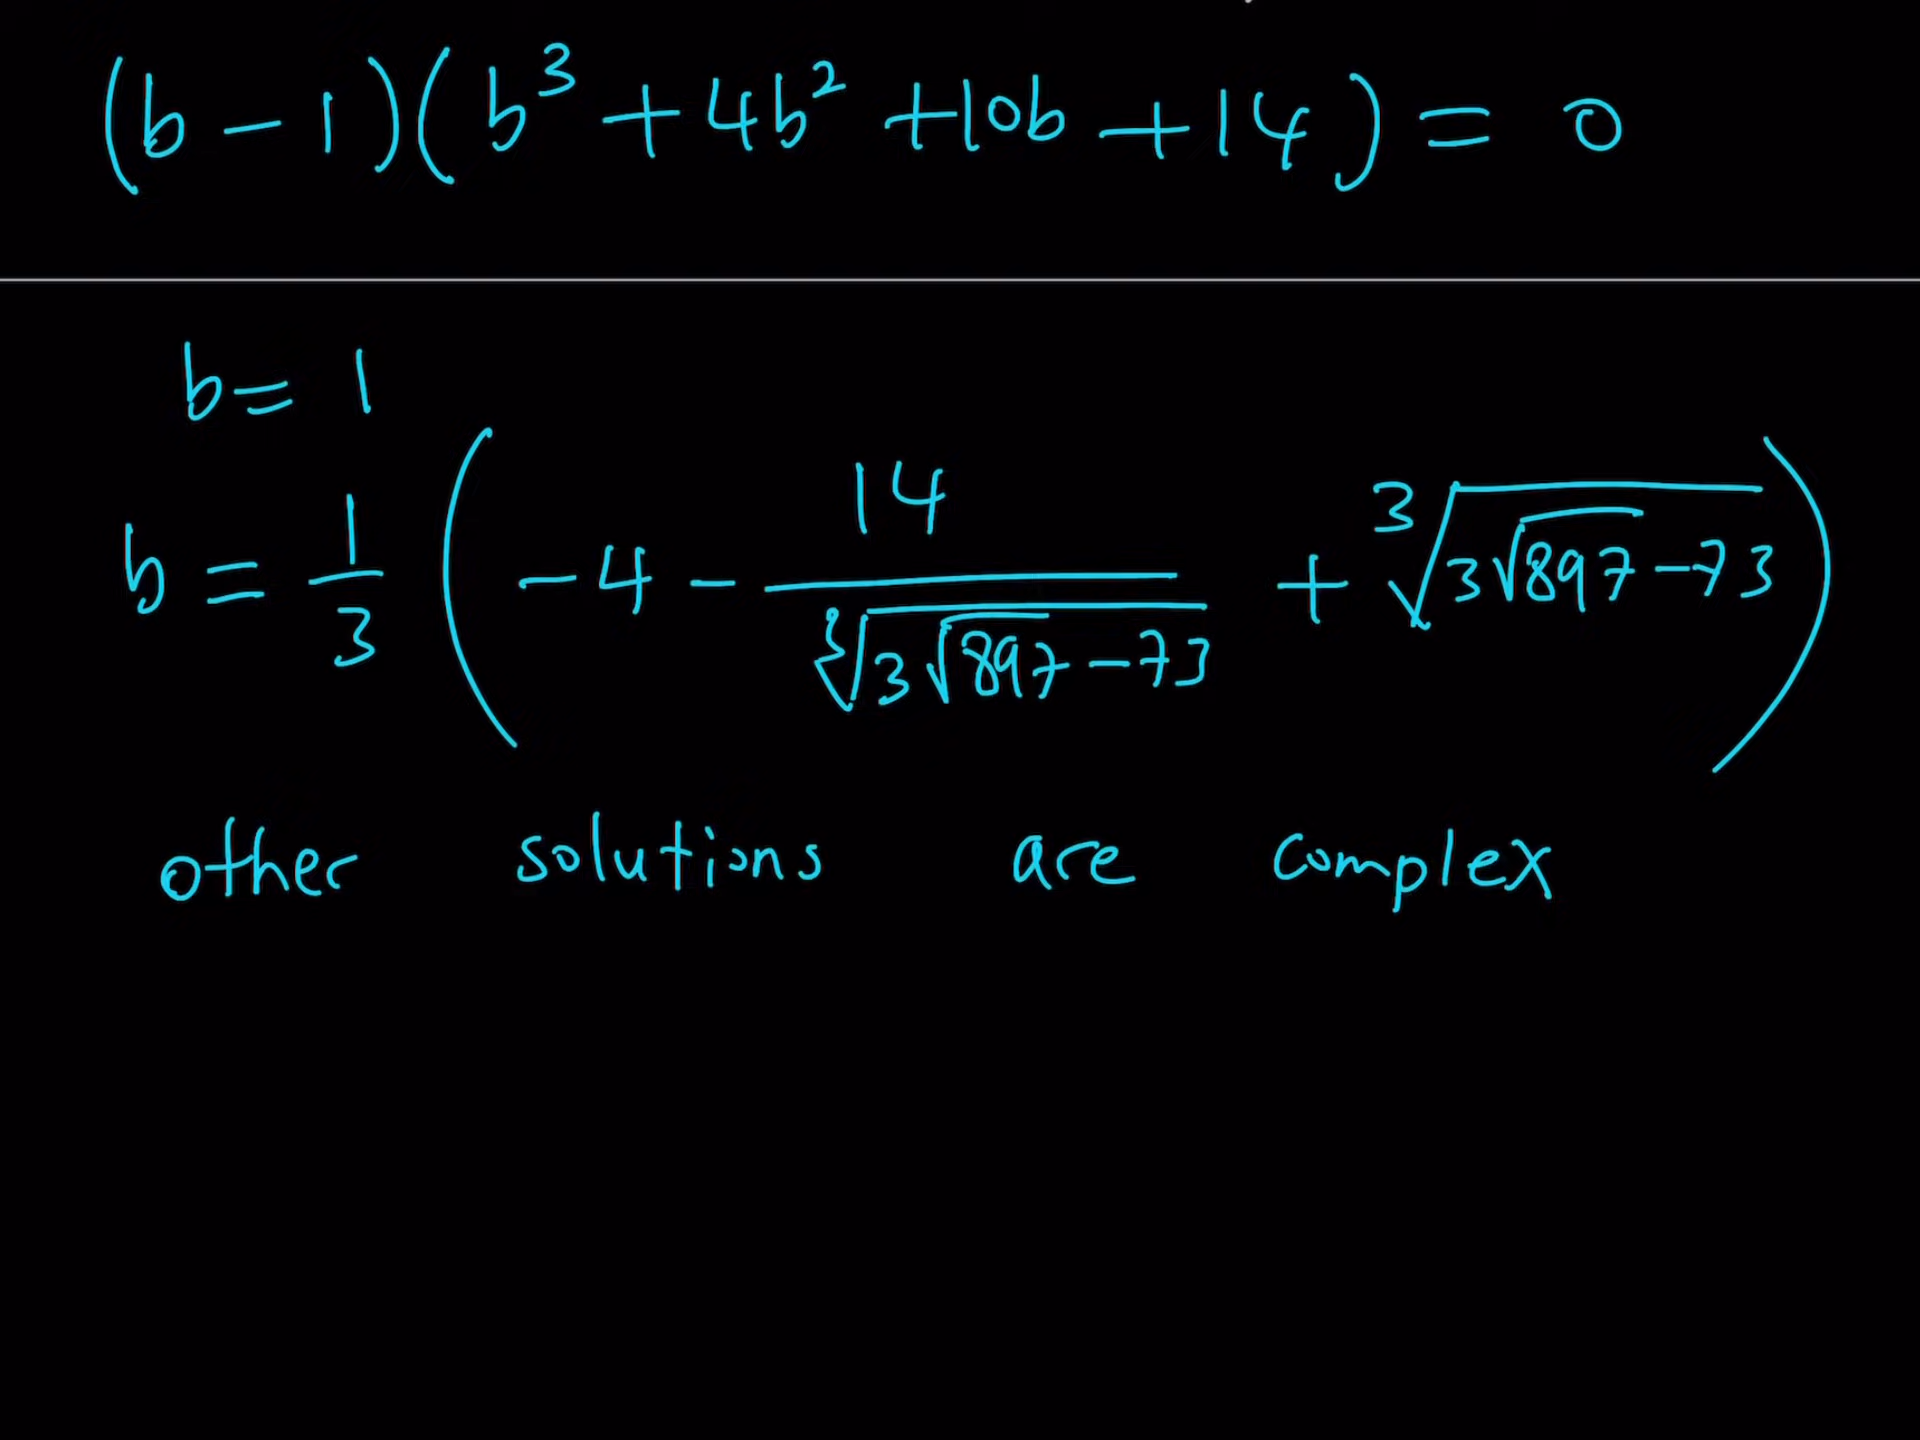 (b - 1)(b³ + 4b² + 10b + 14) = 0
b = 1
b = 1/3 (-4 - 14/∛(3√897 - 73) + ∛(3√897 - 73))
other solutions are complex